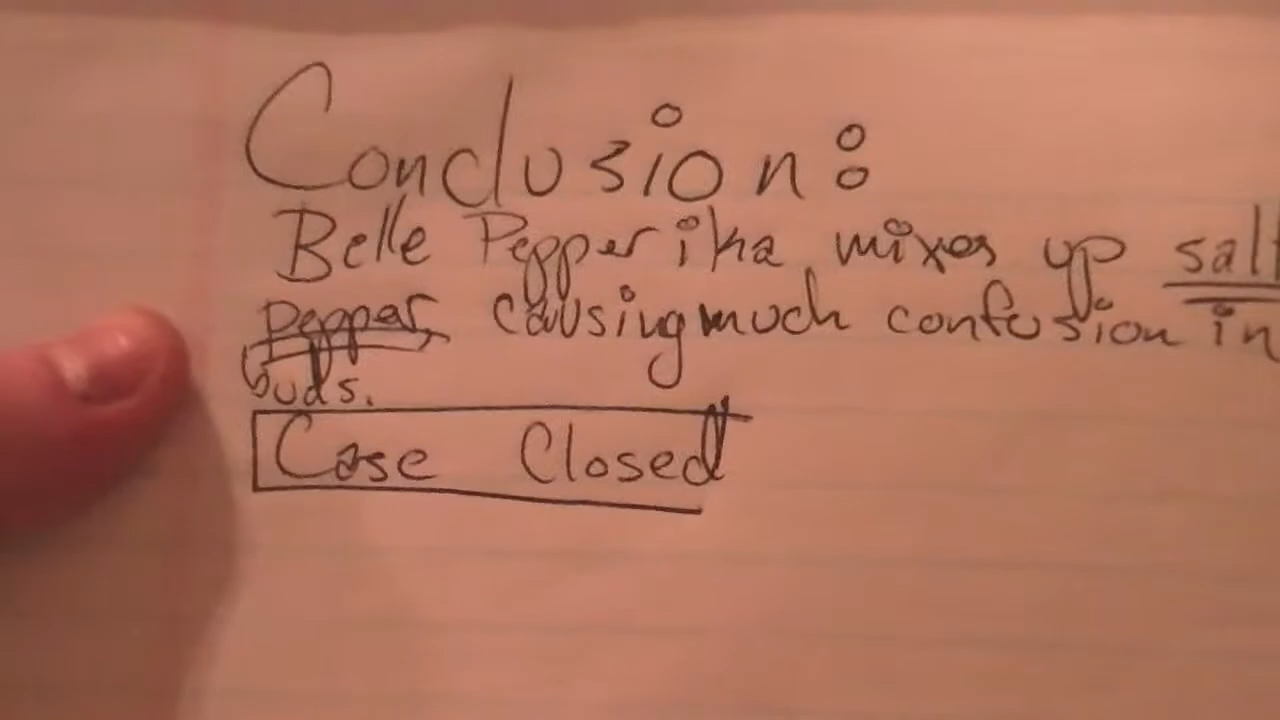 Conclusion:
Belle Pepperika mixes up salt
pepper, causing much confusion in
buds.
Case Closed